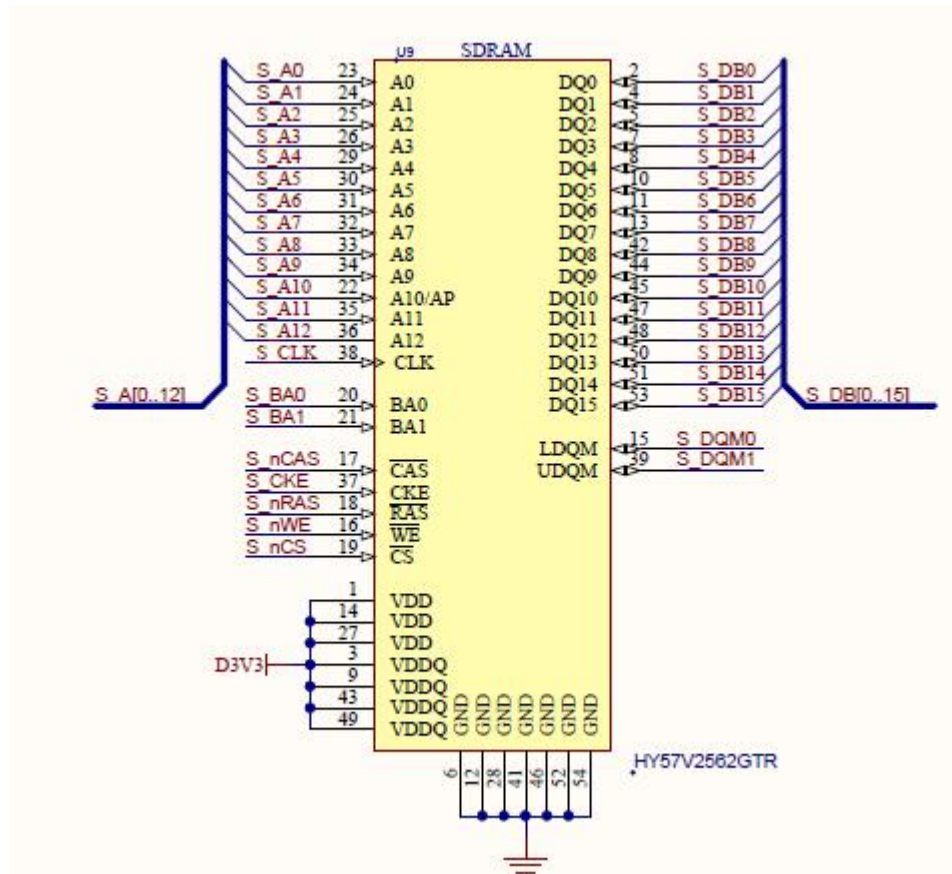 U9 SDRAM
S_A0 23 A0 DQ0 2 S_DB0
S_A1 24 A1 DQ1 4 S_DB1
S_A2 25 A2 DQ2 5 S_DB2
S_A3 26 A3 DQ3 7 S_DB3
S_A4 29 A4 DQ4 8 S_DB4
S_A5 30 A5 DQ5 10 S_DB5
S_A6 31 A6 DQ6 11 S_DB6
S_A7 32 A7 DQ7 13 S_DB7
S_A8 33 A8 DQ8 42 S_DB8
S_A9 34 A9 DQ9 44 S_DB9
S_A10 22 A10/AP DQ10 45 S_DB10
S_A11 35 A11 DQ11 47 S_DB11
S_A12 36 A12 DQ12 48 S_DB12
S_CLK 38 CLK DQ13 50 S_DB13
DQ14 51 S_DB14
S_A[0..12] S_BA0 20 BA0 DQ15 53 S_DB15 S_DB[0..15]
S_BA1 21 BA1
LDQM 15 S_DQM0
S_nCAS 17 CAS UDQM 39 S_DQM1
S_CKE 37 CKE
S_nRAS 18 RAS
S_nWE 16 WE
S_nCS 19 CS
1 VDD
14 VDD
27 VDD
D3V3 3 VDDQ
9 VDDQ
43 VDDQ
49 VDDQ
GND GND GND GND GND GND GND
HY57V2562GTR
6 12 28 41 46 52 54